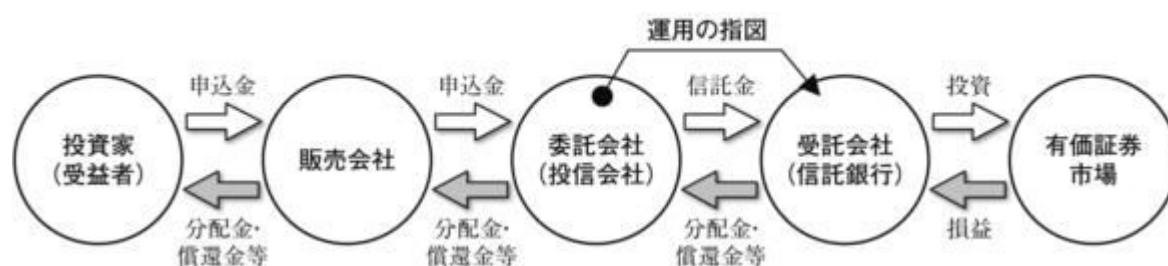 運用の指図
申込金
申込金
信託金
投資
投資家
(受益者)
販売会社
委託会社
(投信会社)
受託会社
(信託銀行)
有価証券
市場
分配金・
償還金等
分配金・
償還金等
分配金・
償還金等
損益